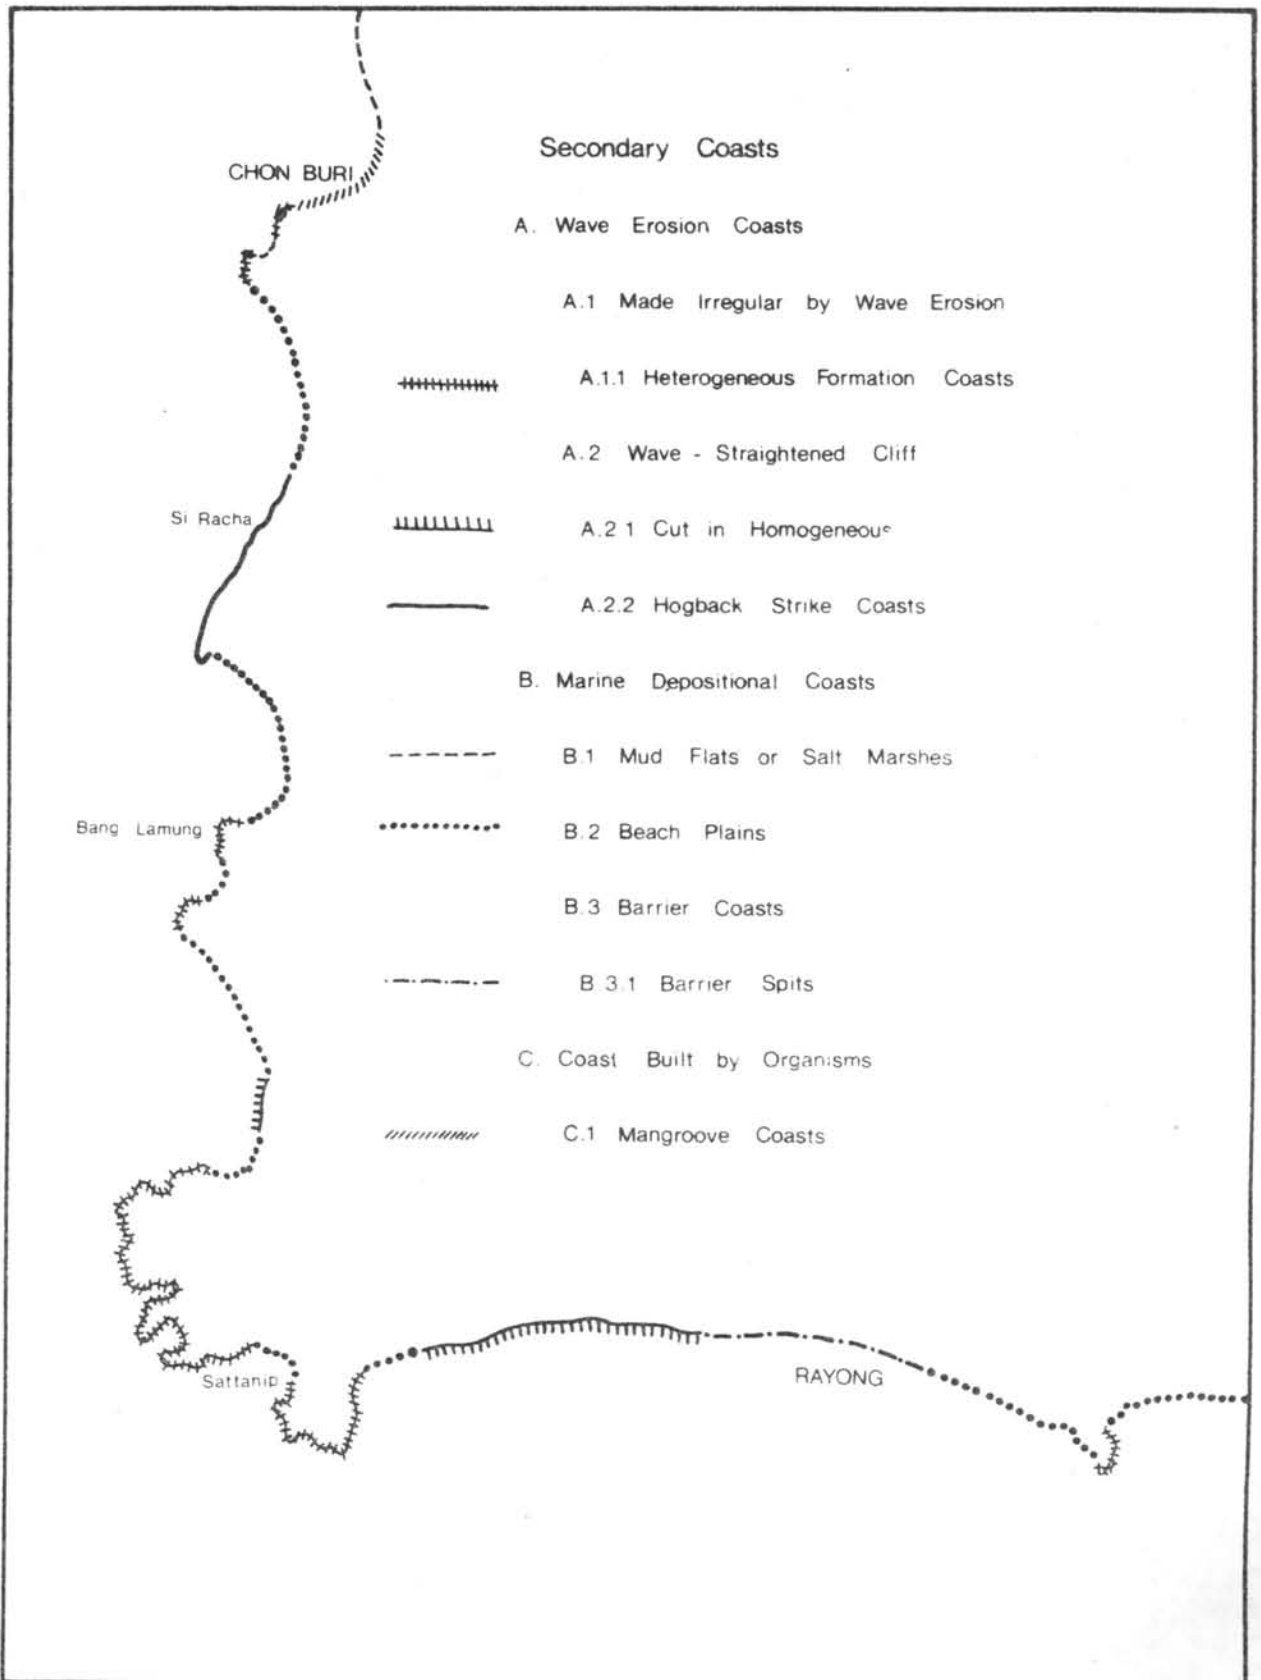 Secondary Coasts
CHON BURI
A. Wave Erosion Coasts
A.1 Made Irregular by Wave Erosion
A.1.1 Heterogeneous Formation Coasts
A.2 Wave - Straightened Cliff
Si Racha
A.2 1 Cut in Homogeneous
A.2.2 Hogback Strike Coasts
B. Marine Depositional Coasts
B.1 Mud Flats or Salt Marshes
Bang Lamung
B.2 Beach Plains
B.3 Barrier Coasts
B.3.1 Barrier Spits
C. Coast Built by Organisms
C.1 Mangroove Coasts
Sattahip
RAYONG